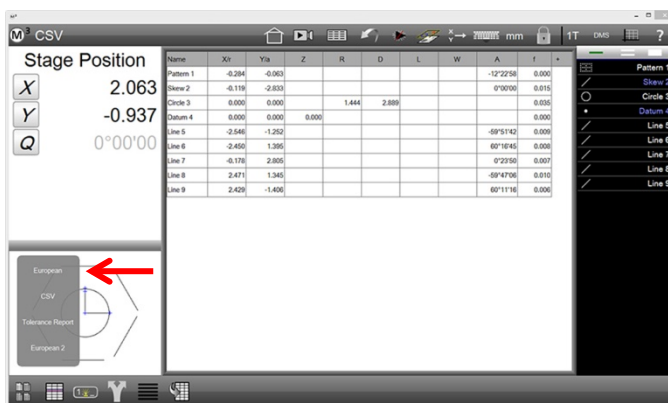 M³ CSV
mm 1T DMS ?
Stage Position
X 2.063
Y -0.937
Q 0°00'00
Name X/r Y/a Z R D L W A f +
Pattern 1 -0.284 -0.063 -12°22'58 0.000
Skew 2 -0.119 -2.833 0°00'00 0.015
Circle 3 0.000 0.000 1.444 2.889 0.035
Datum 4 0.000 0.000 0.000 0.000
Line 5 -2.546 -1.252 -59°51'42 0.009
Line 6 -2.450 1.395 60°16'45 0.008
Line 7 -0.178 2.805 0°23'50 0.007
Line 8 2.471 1.345 -59°47'06 0.010
Line 9 2.429 -1.406 60°11'16 0.006
Pattern 1
Skew 2
Circle 3
Datum 4
Line 5
Line 6
Line 7
Line 8
Line 9
European
CSV
Tolerance Report
European 2